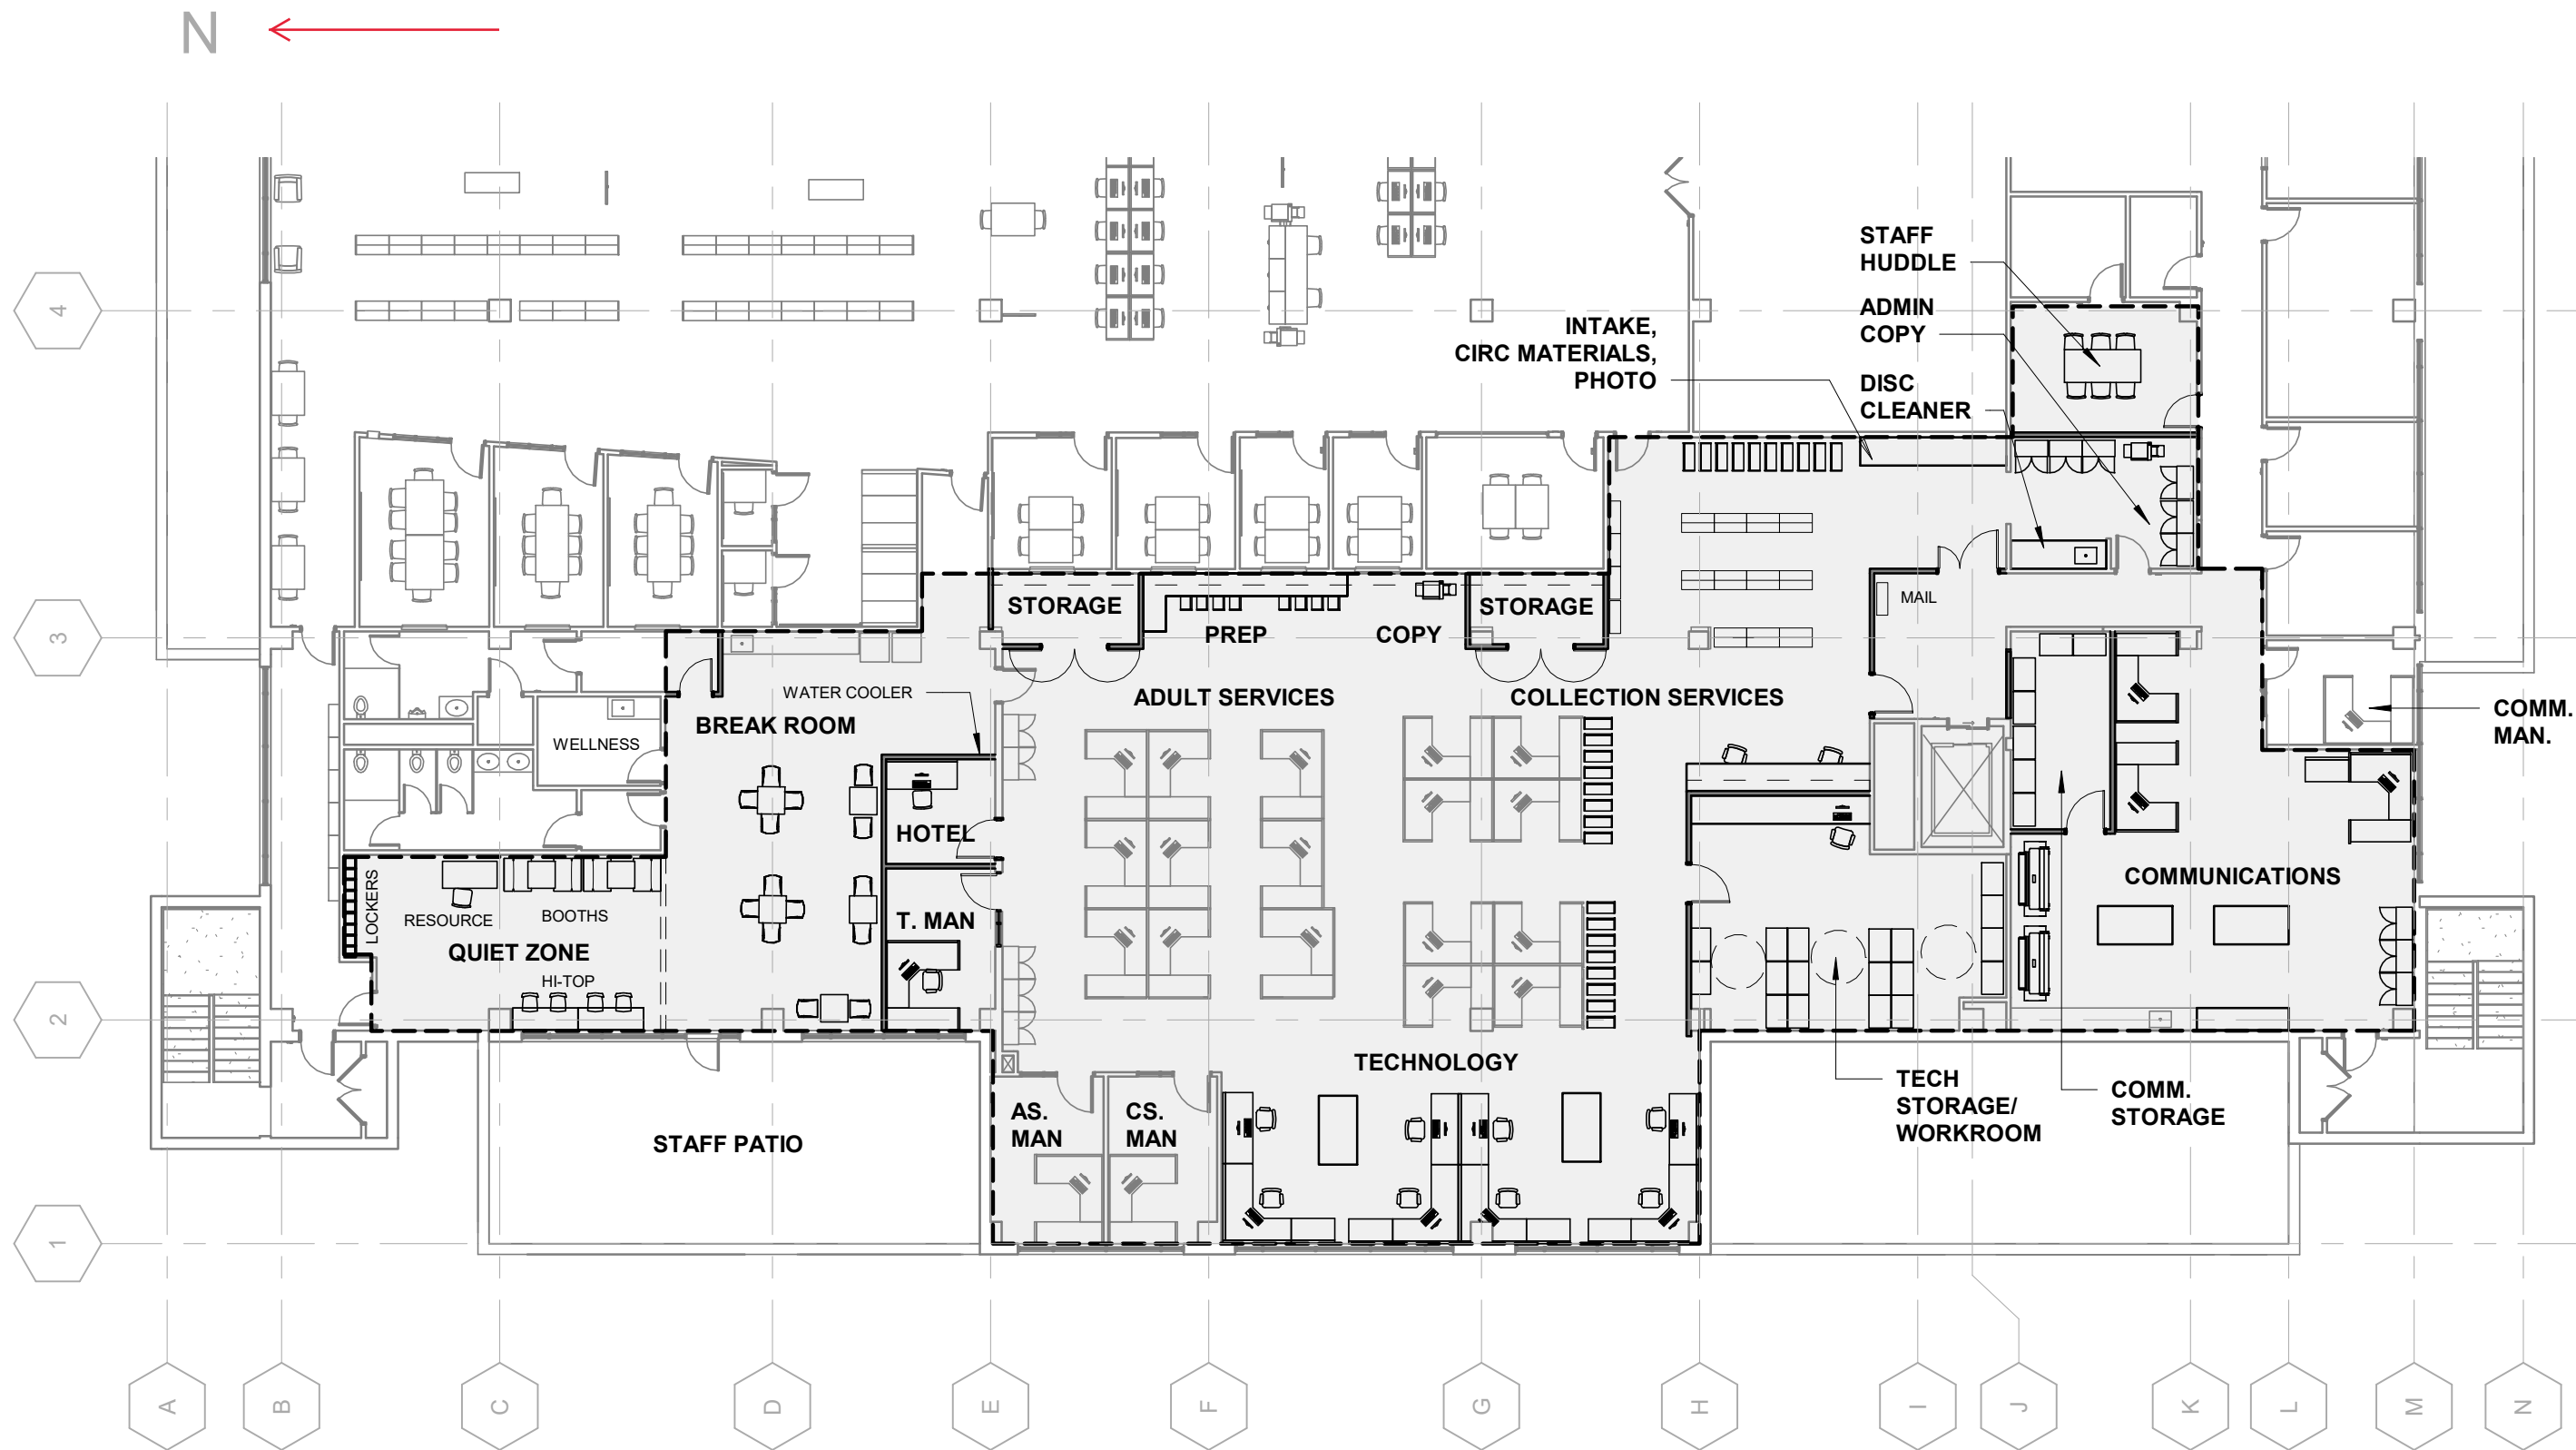 N
STAFF
HUDDLE
ADMIN
COPY
INTAKE,
CIRC MATERIALS,
PHOTO
DISC
CLEANER
4
3
2
1
STORAGE
PREP
COPY
STORAGE
MAIL
WATER COOLER
ADULT SERVICES
COLLECTION SERVICES
BREAK ROOM
WELLNESS
COMM.
MAN.
HOTEL
COMMUNICATIONS
LOCKERS
RESOURCE
BOOTHS
T. MAN
QUIET ZONE
HI-TOP
TECHNOLOGY
TECH
STORAGE/
WORKROOM
COMM.
STORAGE
AS.
MAN
CS.
MAN
STAFF PATIO
A
B
C
D
E
F
G
H
I
J
K
L
M
N